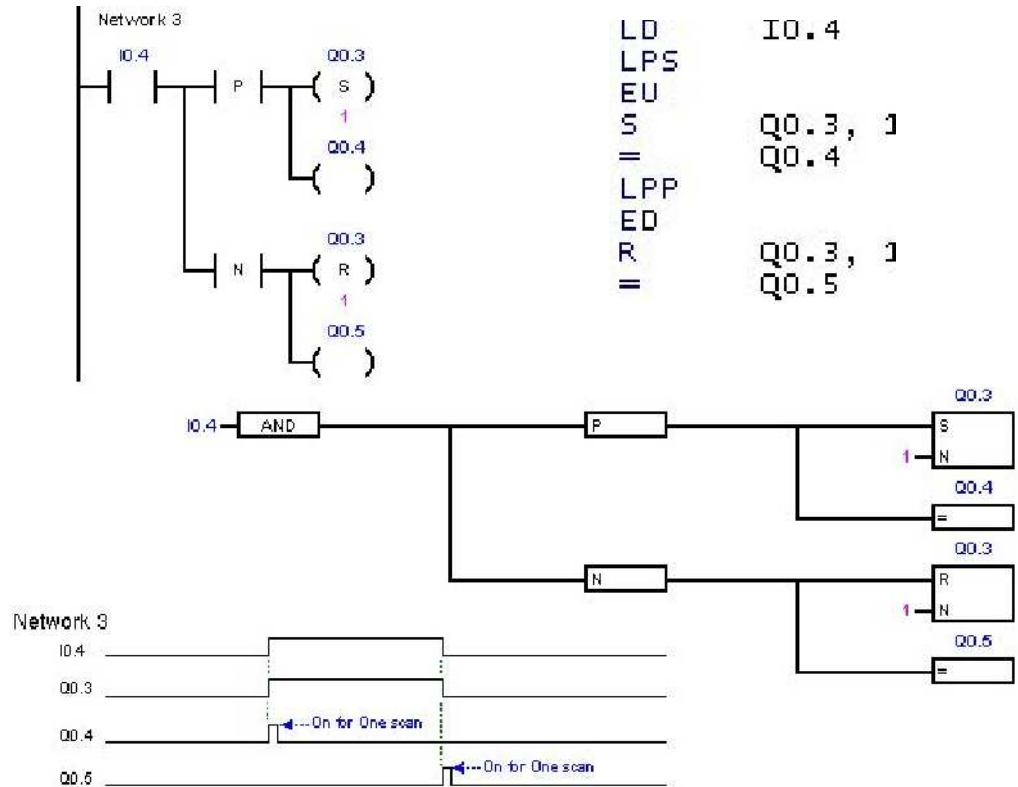 Network 3
I0.4
P
Q0.3
S
1
Q0.4
N
Q0.3
R
1
Q0.5
LD I0.4
LPS
EU
S Q0.3, 1
= Q0.4
LPP
ED
R Q0.3, 1
= Q0.5
I0.4 AND
P
Q0.3
S
1 N
Q0.4
=
N
Q0.3
R
1 N
Q0.5
=
Network 3
I0.4
Q0.3
Q0.4 On for One scan
Q0.5 On for One scan